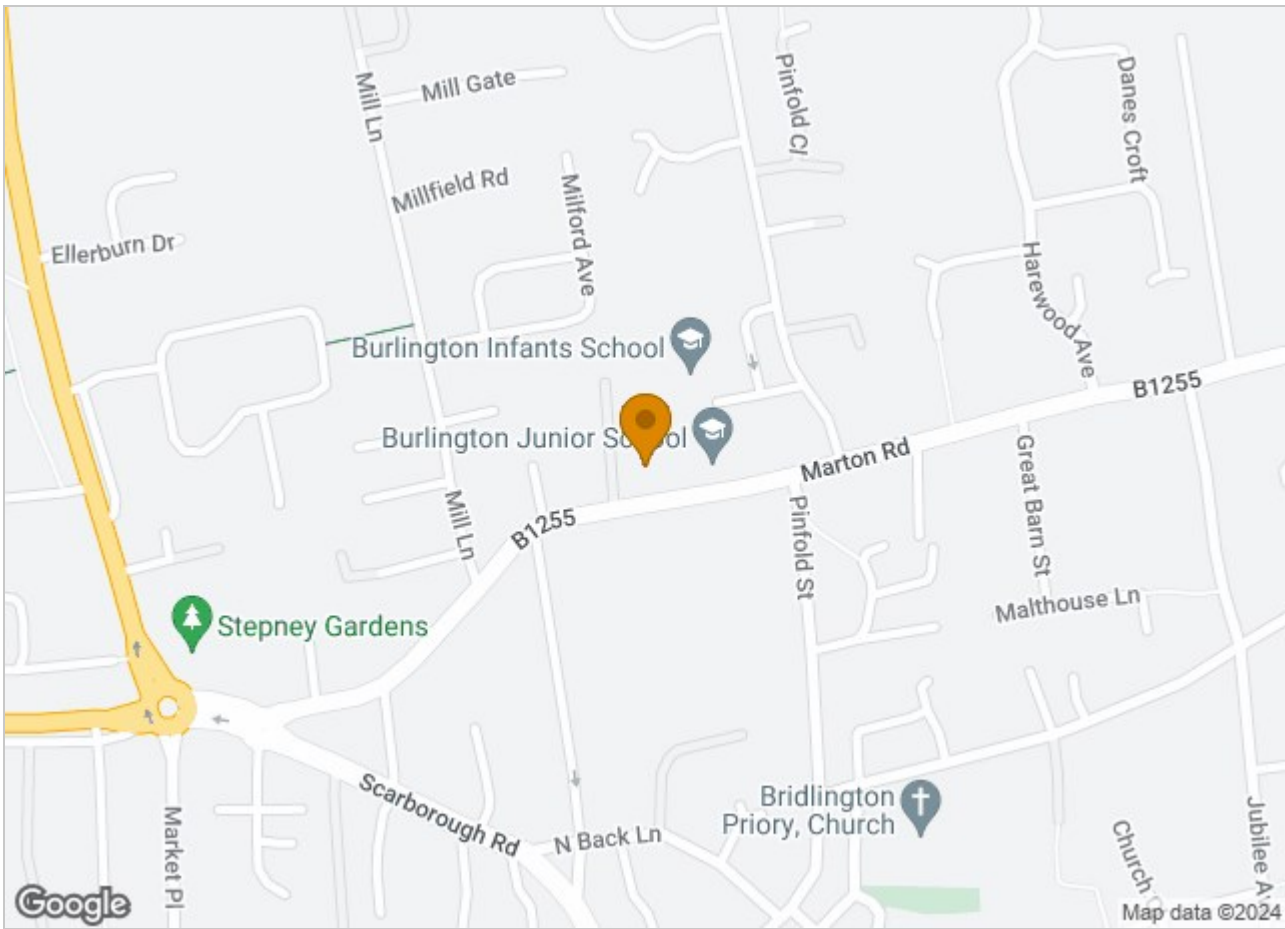 Mill Ln
Mill Gate
Pinfold Cl
Danes Croft
Millfield Rd
Milford Ave
Ellerburn Dr
Harewood Ave
Burlington Infants School
B1255
Burlington Junior
Marton Rd
Great Barn St
Mill Ln
B1255
Pinfold St
Malthouse Ln
Stepney Gardens
Scarborough Rd
Bridlington
Priory, Church
N Back Ln
Market Pl
Church
Jubilee
Google
Map data ©2024